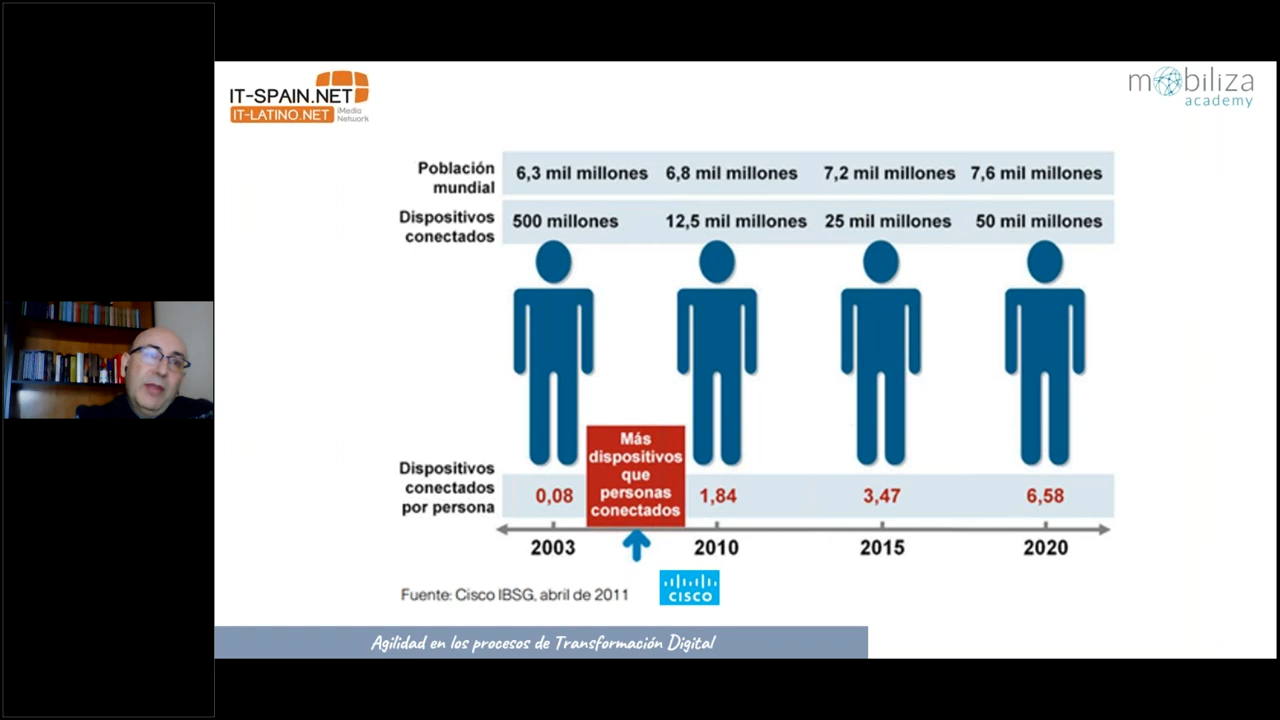 IT-SPAIN.NET
IT-LATINO.NET
iMedia
Network
mobiliza
academy
Población
mundial
6,3 mil millones
6,8 mil millones
7,2 mil millones
7,6 mil millones
Dispositivos
conectados
500 millones
12,5 mil millones
25 mil millones
50 mil millones
Más
dispositivos
que
personas
conectados
Dispositivos
conectados
por persona
0,08
1,84
3,47
6,58
2003
2010
2015
2020
Fuente: Cisco IBSG, abril de 2011
CISCO
Agilidad en los procesos de Transformación Digital